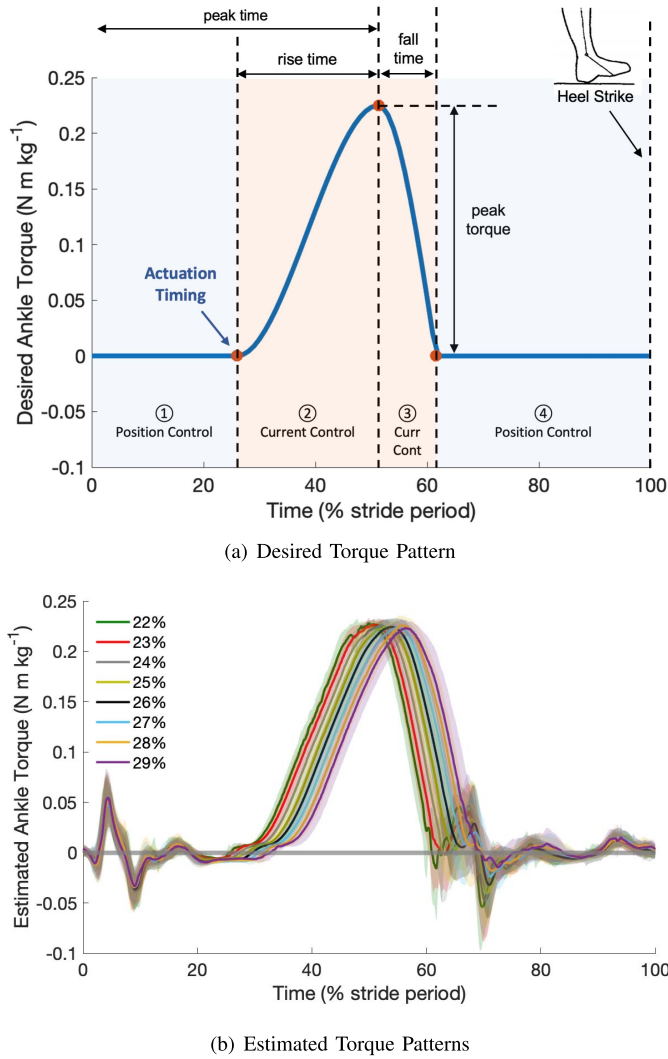 peak time
rise time
fall
time
Heel Strike
0.25
0.2
0.15
0.1
0.05
0
-0.05
-0.1
Desired Ankle Torque (N m kg⁻¹)
peak
torque
Actuation
Timing
①
Position Control
②
Current Control
③
Curr
Cont
④
Position Control
0 20 40 60 80 100
Time (% stride period)
(a) Desired Torque Pattern
0.25
0.2
0.15
0.1
0.05
0
-0.05
-0.1
Estimated Ankle Torque (N m kg⁻¹)
22%
23%
24%
25%
26%
27%
28%
29%
0 20 40 60 80 100
Time (% stride period)
(b) Estimated Torque Patterns